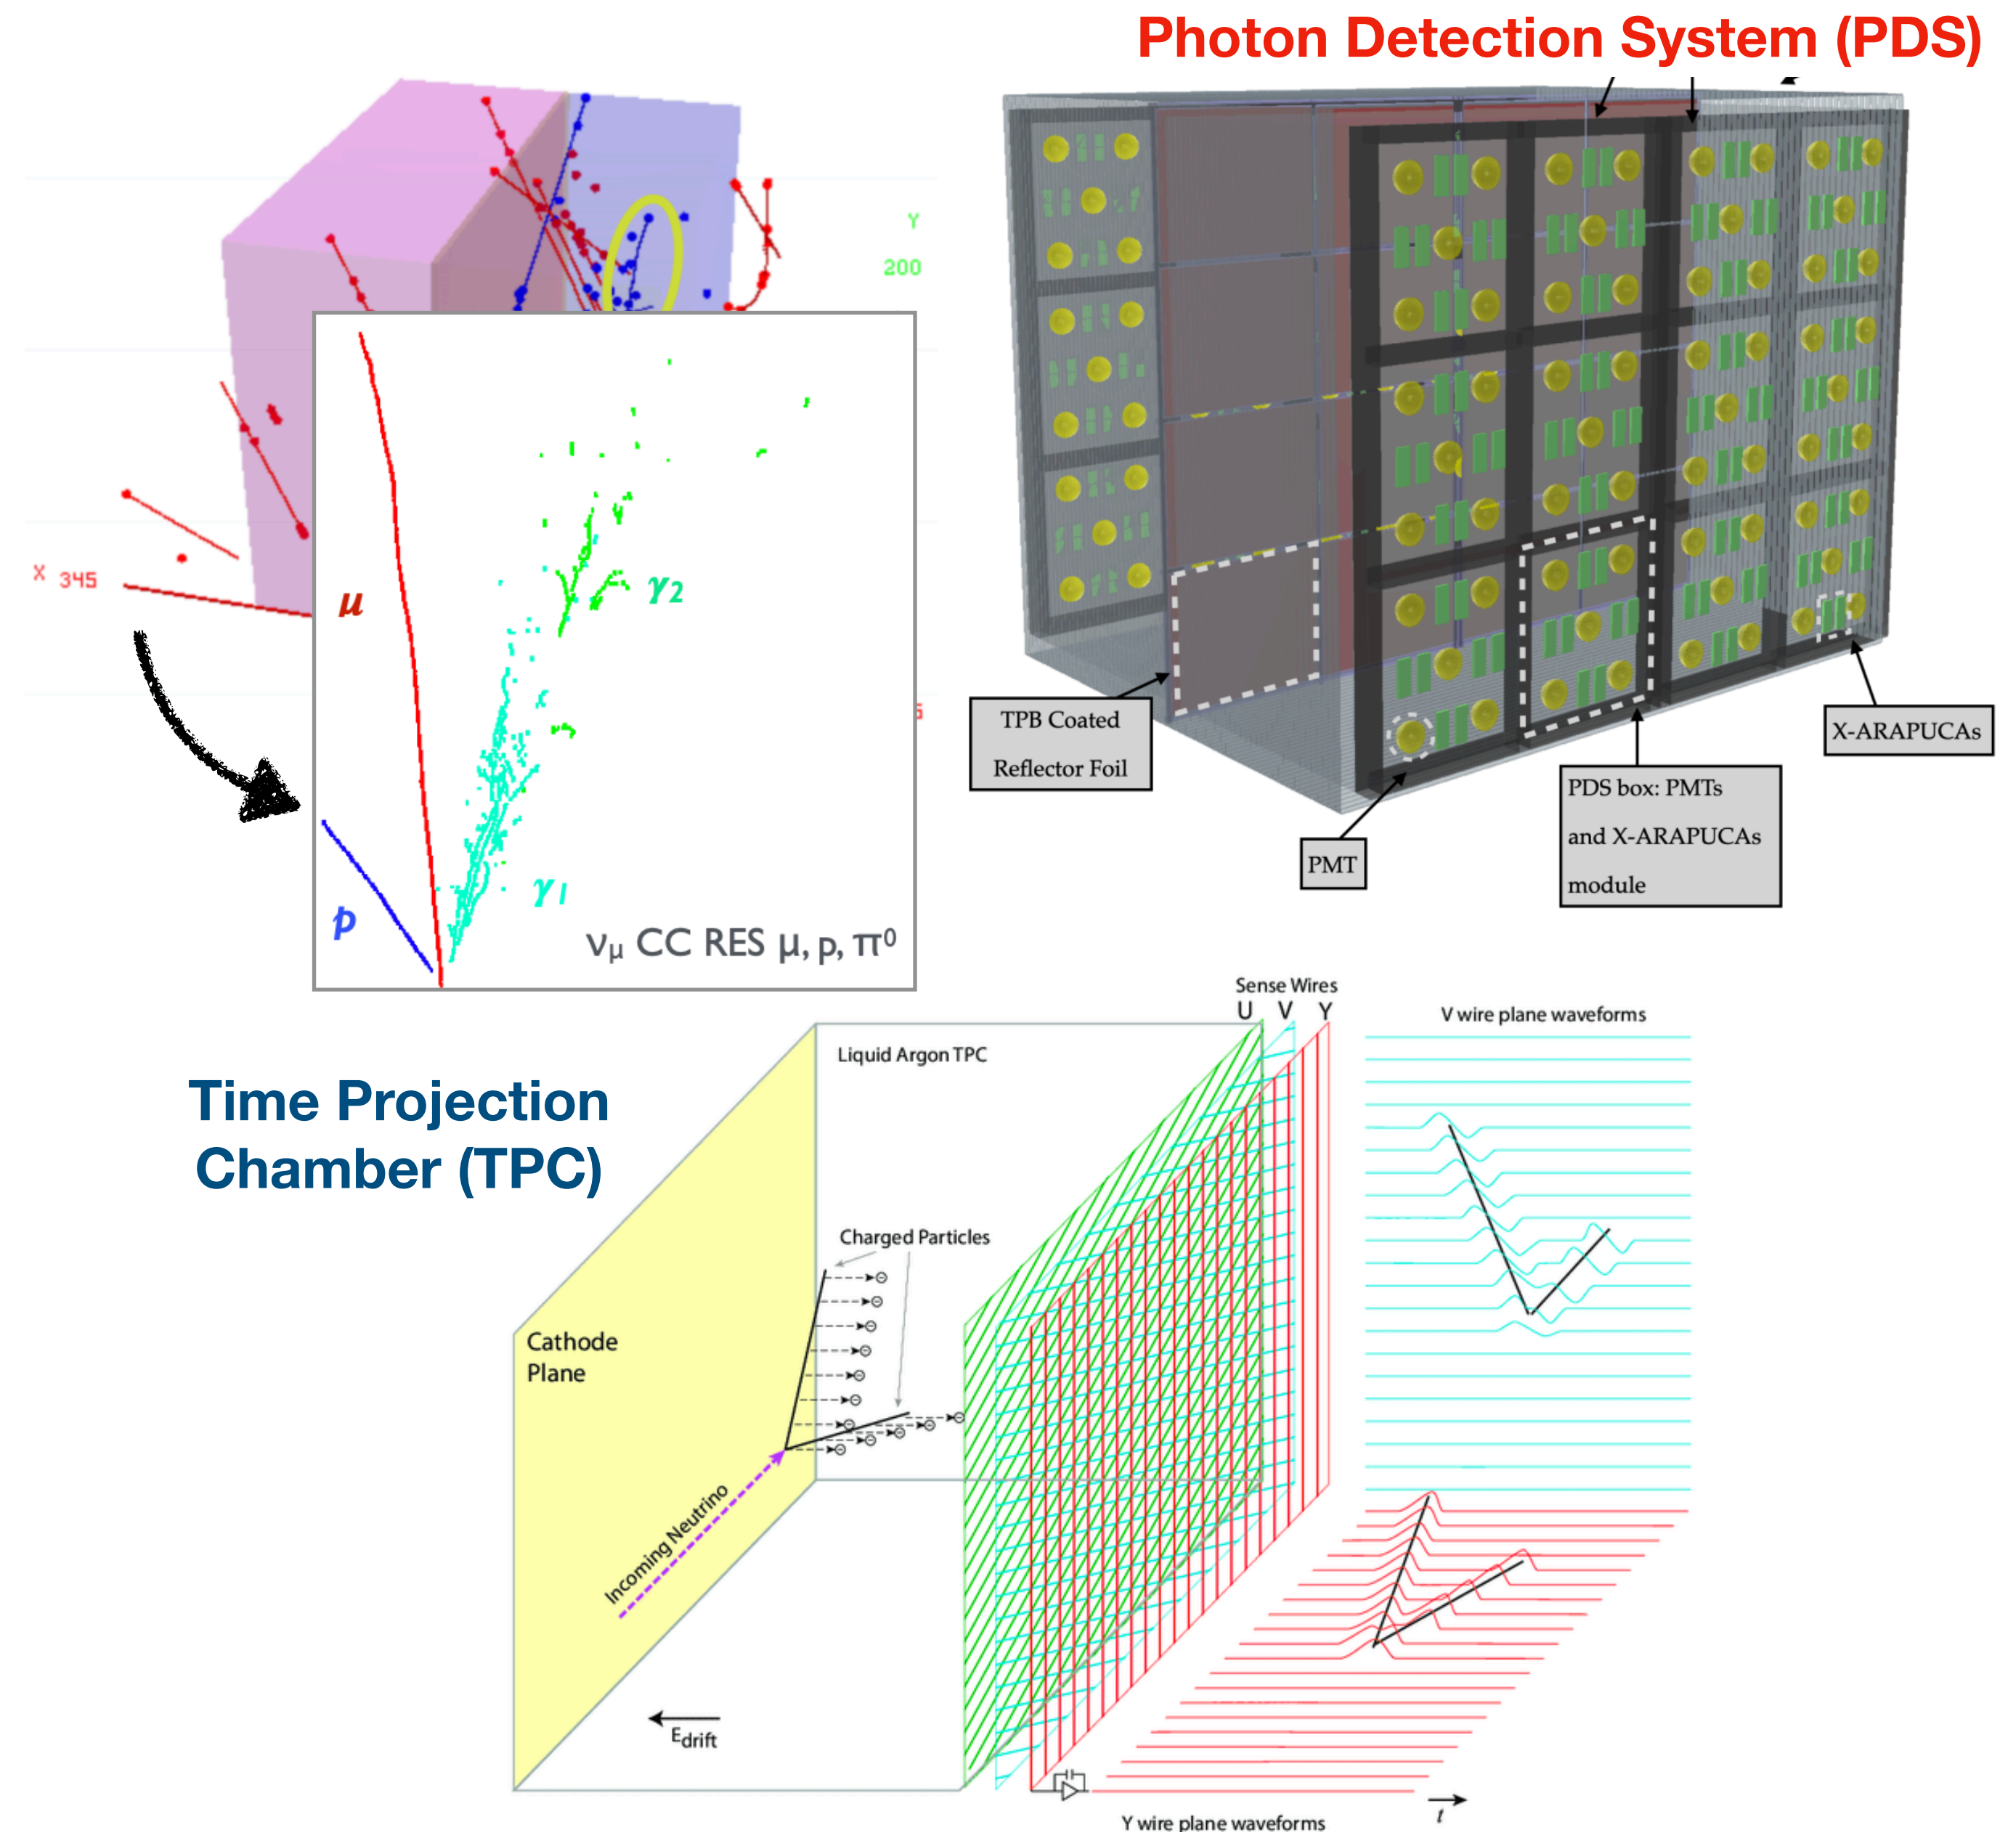 Photon Detection System (PDS)
Y
200
X 345
μ
γ2
γ1
p
νμ CC RES μ, p, π0
TPB Coated
Reflector Foil
PMT
PDS box: PMTs
and X-ARAPUCAs
module
X-ARAPUCAs
Time Projection
Chamber (TPC)
Sense Wires
U V Y
V wire plane waveforms
Liquid Argon TPC
Charged Particles
Cathode
Plane
Incoming Neutrino
Edrift
t
Y wire plane waveforms